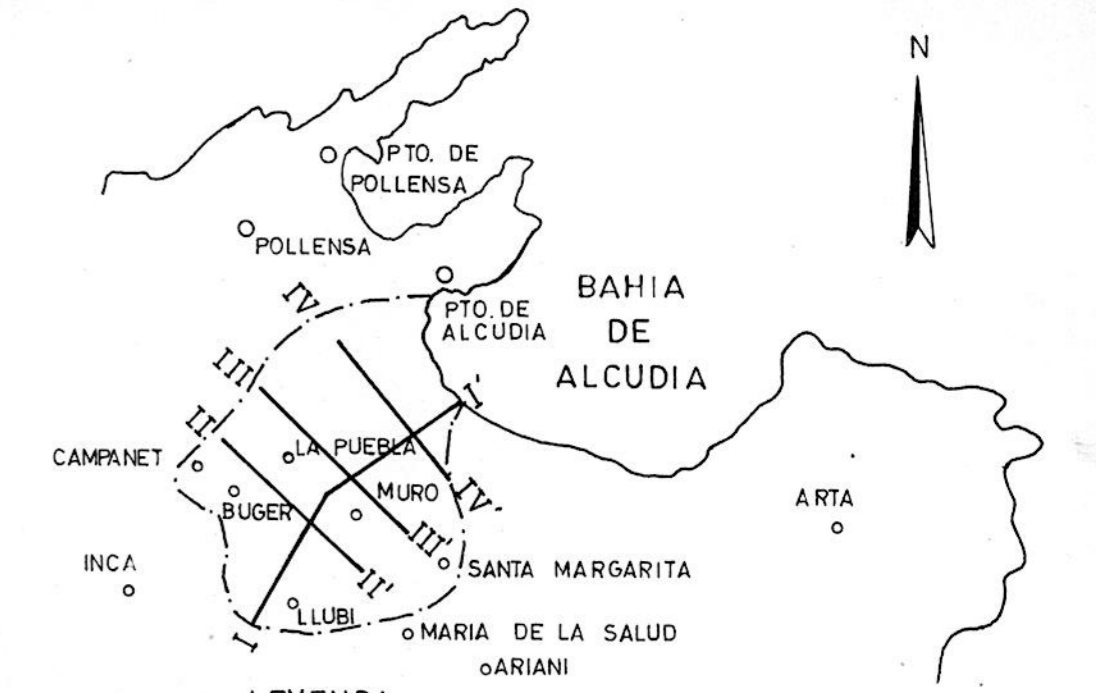 N
PTO. DE
POLLENSA
POLLENSA
BAHIA
DE
ALCUDIA
IV
PTO. DE
ALCUDIA
III
I'
II
LA PUEBLA
CAMPANET
MURO
IV'
ARTA
BUGER
III'
INCA
SANTA MARGARITA
II'
LLUBI
I
MARIA DE LA SALUD
ARIANI
LEYENDA